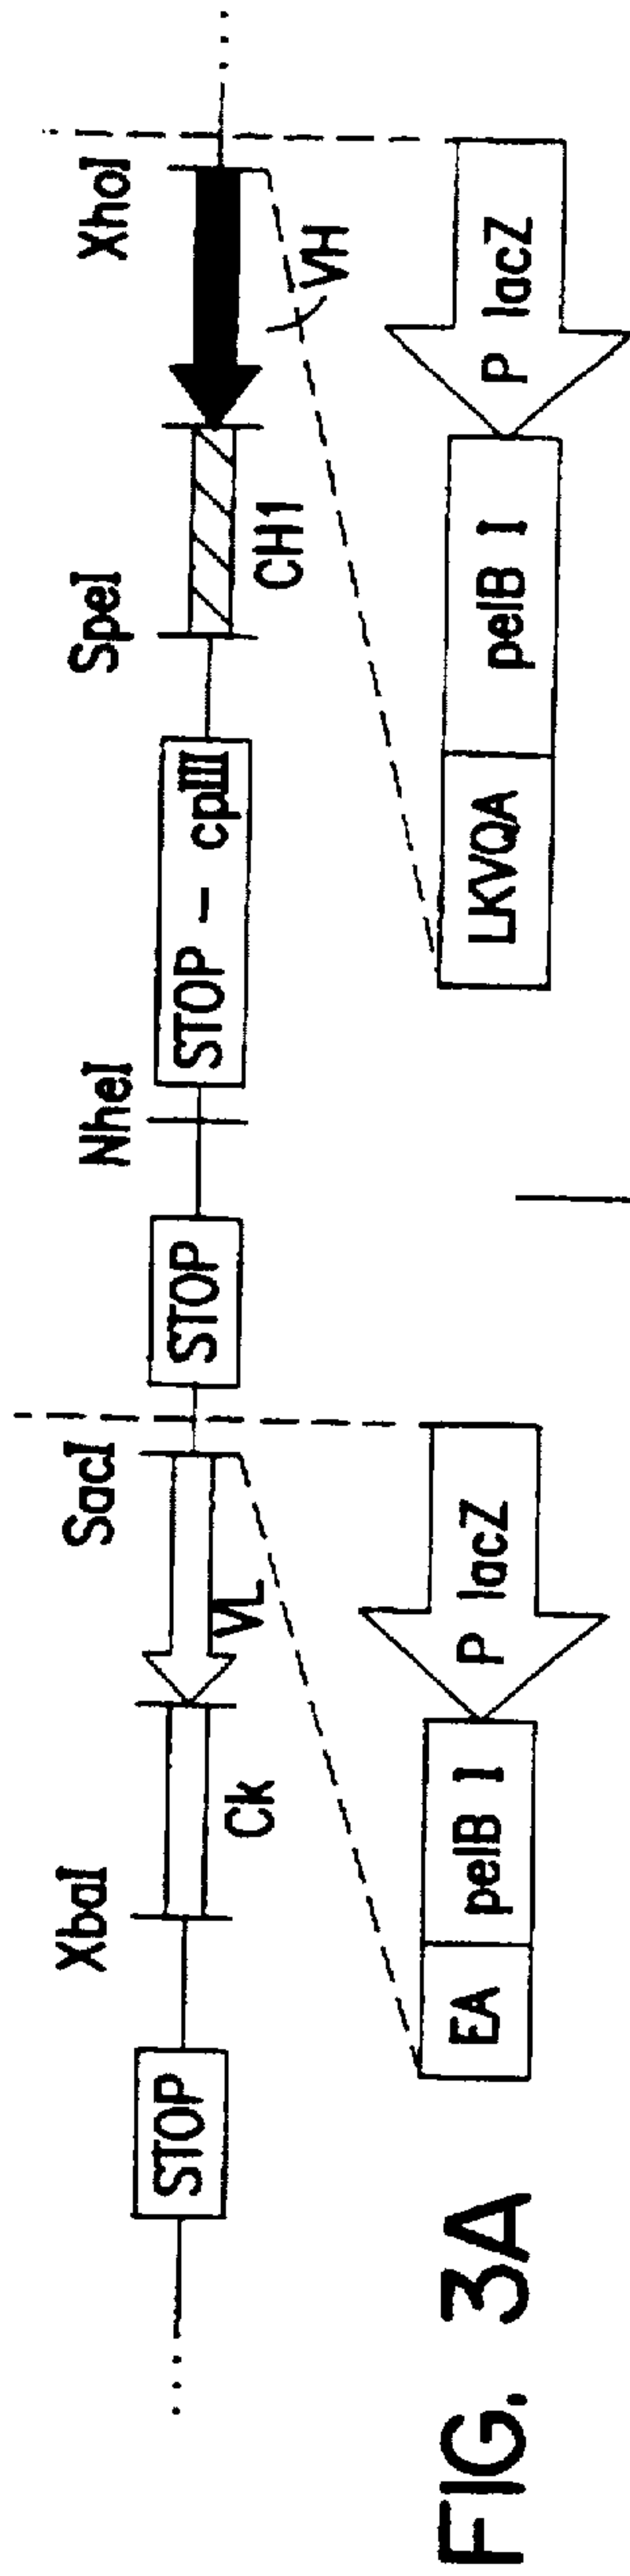 XbaI
SacI
NheI
SpeI
XhoI
STOP
Ck
VL
STOP
STOP - cpIII
CH1
VH
EA
pelB I
P lacZ
LKVQA
pelB I
P lacZ
FIG. 3A